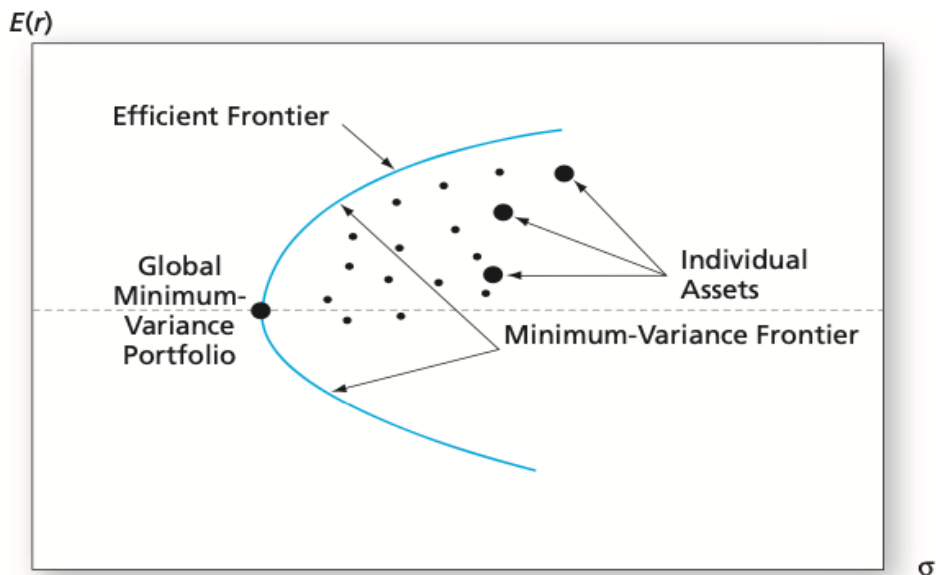 E(r)
Efficient Frontier
Global
Minimum-
Variance
Portfolio
Individual
Assets
Minimum-Variance Frontier
σ